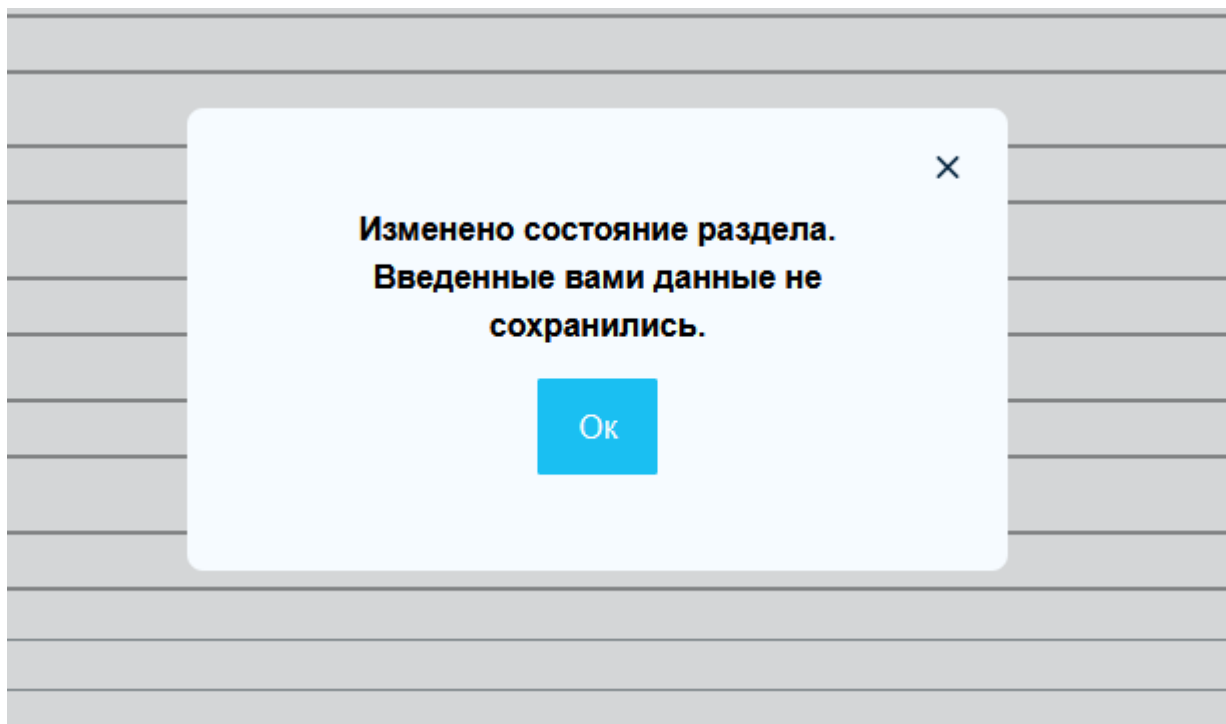 Изменено состояние раздела.
Введенные вами данные не
сохранились.
Ок